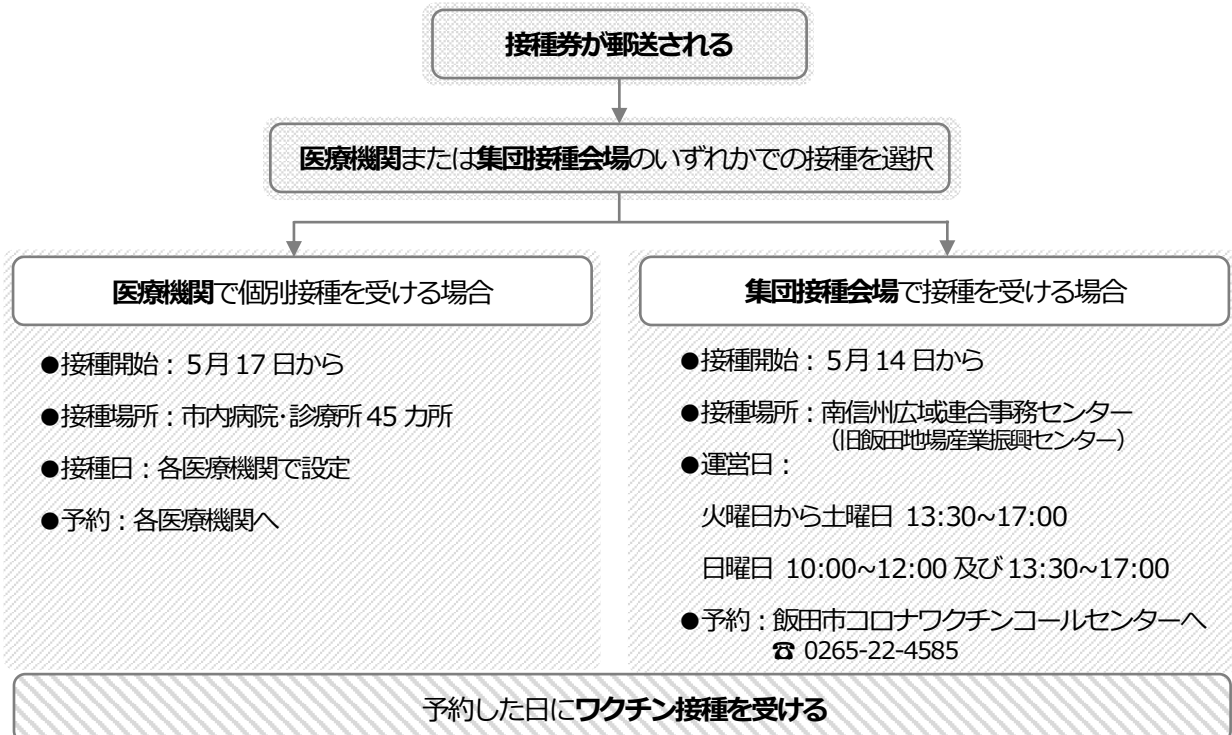 接種券が郵送される
医療機関または集団接種会場のいずれかでの接種を選択
医療機関で個別接種を受ける場合
●接種開始:5月17日から
●接種場所:市内病院・診療所45カ所
●接種日:各医療機関で設定
●予約:各医療機関へ
集団接種会場で接種を受ける場合
●接種開始:5月14日から
●接種場所:南信州広域連合事務センター
(旧飯田地場産業振興センター)
●運営日:
火曜日から土曜日 13:30~17:00
日曜日 10:00~12:00 及び 13:30~17:00
●予約:飯田市コロナワクチンコールセンターへ
☎ 0265-22-4585
予約した日にワクチン接種を受ける